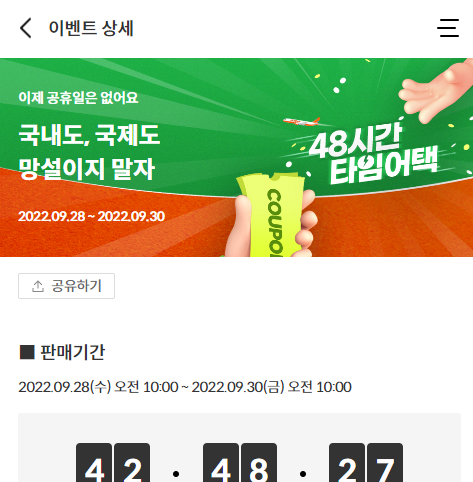 이벤트 상세
이제 공휴일은 없어요
국내도, 국제도
망설이지 말자
2022.09.28 ~ 2022.09.30
48시간
타임어택
COUPON
공유하기
■ 판매기간
2022.09.28(수) 오전 10:00 ~ 2022.09.30(금) 오전 10:00
42 · 48 · 27